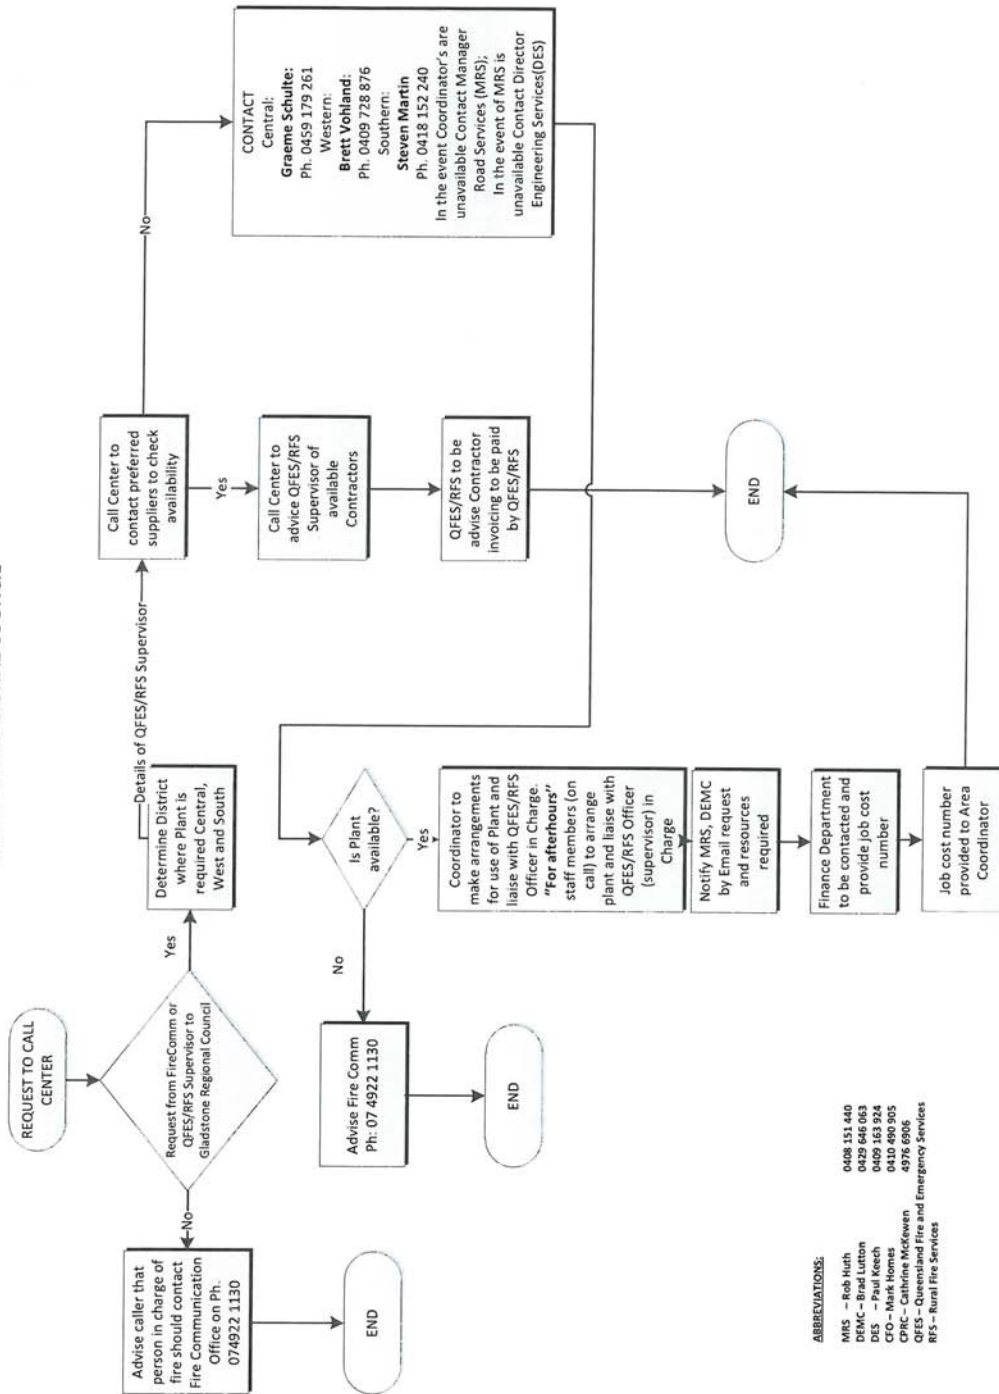 REQUEST TO CALL
CENTER
Request from FireComm or
QFES/RFS Supervisor to
Gladstone Regional Council
No
Advise caller that
person in charge of
fire should contact
Fire Communication
Office on Ph.
074922 1130
END
Yes
Determine District
where Plant is
required Central,
West and South
Details of QFES/RFS Supervisor
Call Center to
contact preferred
suppliers to check
availability
Yes
Call Center to
advice QFES/RFS
Supervisor of
available
Contractors
QFES/RFS to be
advise Contractor
invoicing to be paid
by QFES/RFS
END
No
CONTACT
Central:
Graeme Schulte:
Ph. 0459 179 261
Western:
Brett Vohland:
Ph. 0409 728 876
Southern:
Steven Martin
Ph. 0418 152 240
In the event Coordinator's are
unavailable Contact Manager
Road Services (MRS);
In the event of MRS is
unavailable Contact Director
Engineering Services(DES)
Is Plant
available?
No
Advise Fire Comm
Ph: 07 4922 1130
END
Yes
Coordinator to
make arrangements
for use of Plant and
liaise with QFES/RFS
Officer in Charge.
"For afterhours"
staff members (on
call) to arrange
plant and liaise with
QFES/RFS Officer
(supervisor) in
Charge
Notify MRS, DEMC
by Email request
and resources
required
Finance Department
to be contacted and
provide job cost
number
Job cost number
provided to Area
Coordinator
ABBREVIATIONS:
MRS – Rob Huth 0408 151 440
DEMC – Brad Lutton 0429 646 063
DES – Paul Keech 0409 163 924
CFO – Mark Homes 0410 490 905
CPRC – Cathrine McKewen 4976 6906
QFES – Queensland Fire and Emergency Services
RFS – Rural Fire Services